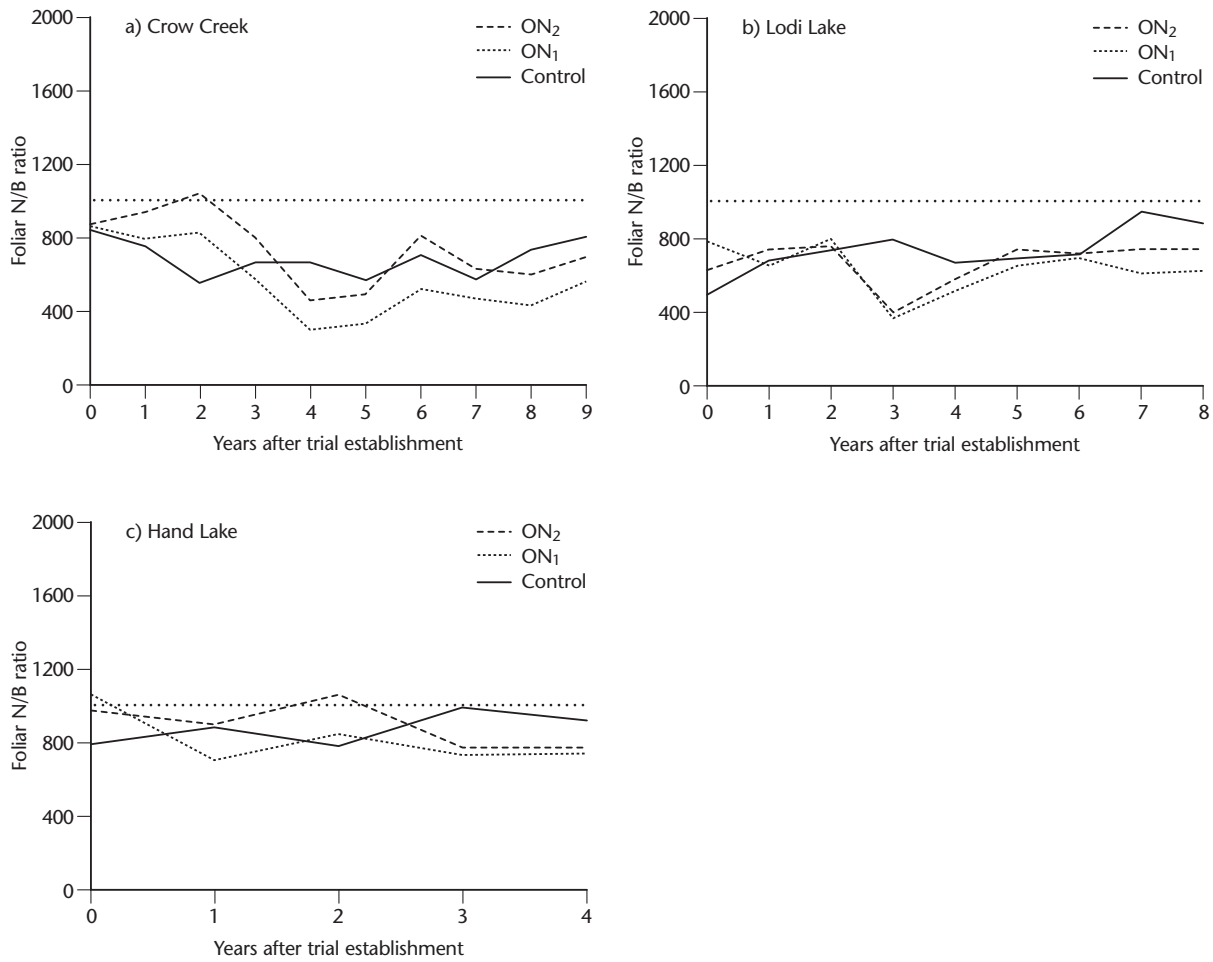 a) Crow Creek
ON2
ON1
Control
2000
1600
1200
800
400
0
Foliar N/B ratio
0 1 2 3 4 5 6 7 8 9
Years after trial establishment
b) Lodi Lake
ON2
ON1
Control
2000
1600
1200
800
400
0
Foliar N/B ratio
0 1 2 3 4 5 6 7 8
Years after trial establishment
c) Hand Lake
ON2
ON1
Control
2000
1600
1200
800
400
0
Foliar N/B ratio
0 1 2 3 4
Years after trial establishment